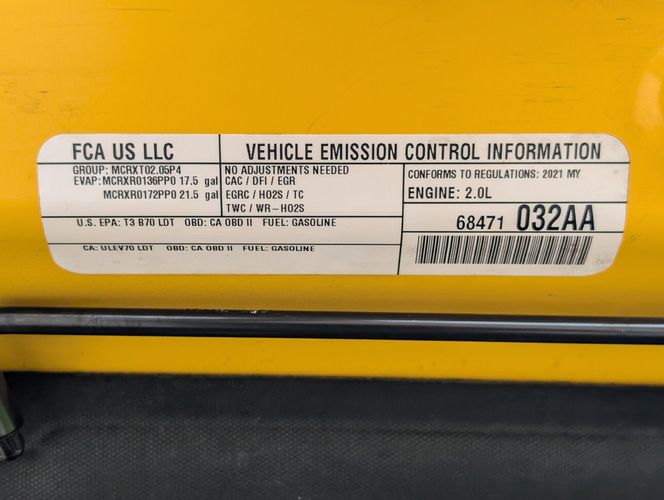 FCA US LLC
VEHICLE EMISSION CONTROL INFORMATION
GROUP: MCRXT02.05P4
EVAP: MCRXR0136PP0 17.5 gal
MCRXR0172PP0 21.5 gal
NO ADJUSTMENTS NEEDED
CAC / DFI / EGR
EGRC / HO2S / TC
TWC / WR-HO2S
CONFORMS TO REGULATIONS: 2021 MY
ENGINE: 2.0L
U.S. EPA: T3 B70 LDT OBD: CA OBD II FUEL: GASOLINE
CA: ULEV70 LDT OBD: CA OBD II FUEL: GASOLINE
68471 032AA